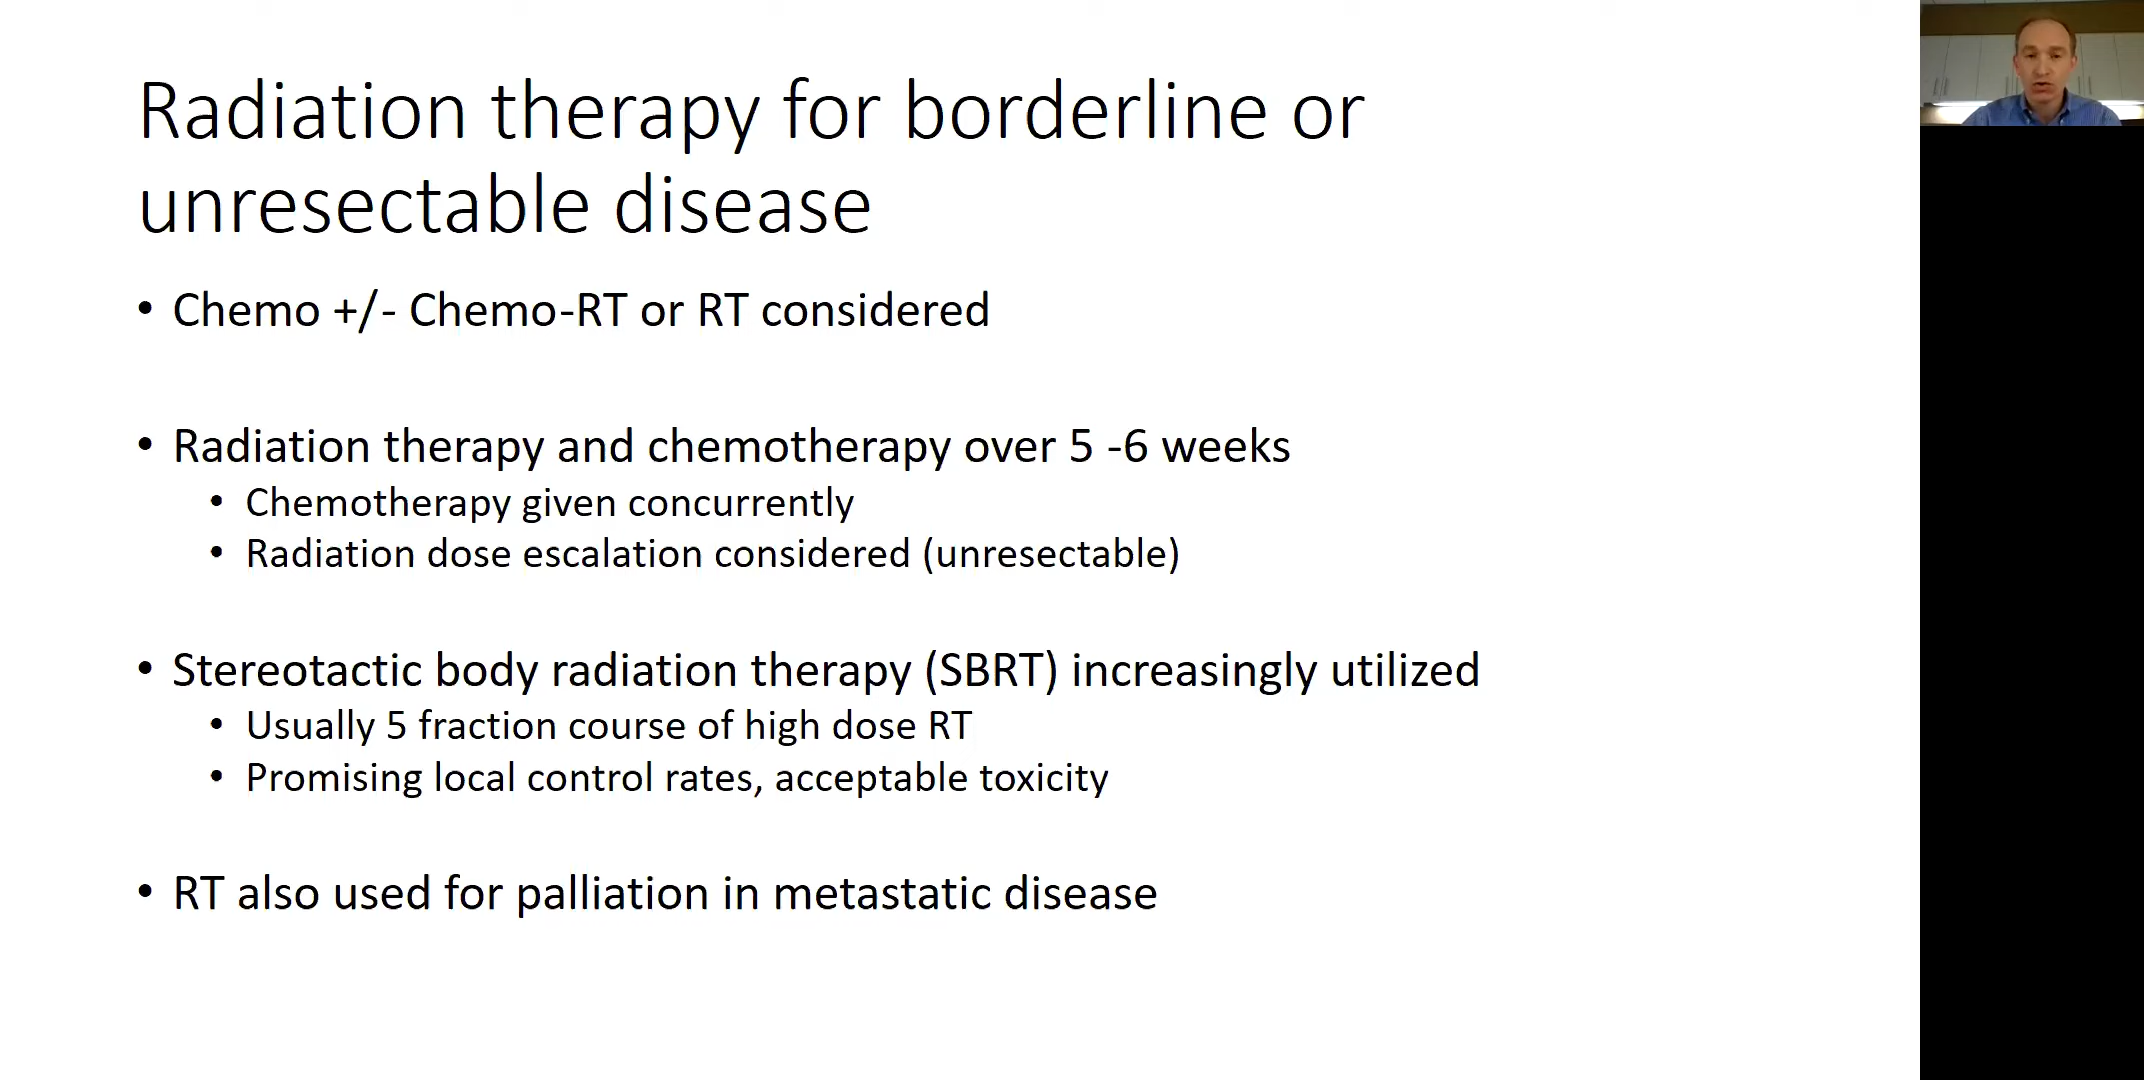 Radiation therapy for borderline or
unresectable disease
• Chemo +/- Chemo-RT or RT considered
• Radiation therapy and chemotherapy over 5 -6 weeks
• Chemotherapy given concurrently
• Radiation dose escalation considered (unresectable)
• Stereotactic body radiation therapy (SBRT) increasingly utilized
• Usually 5 fraction course of high dose RT
• Promising local control rates, acceptable toxicity
• RT also used for palliation in metastatic disease